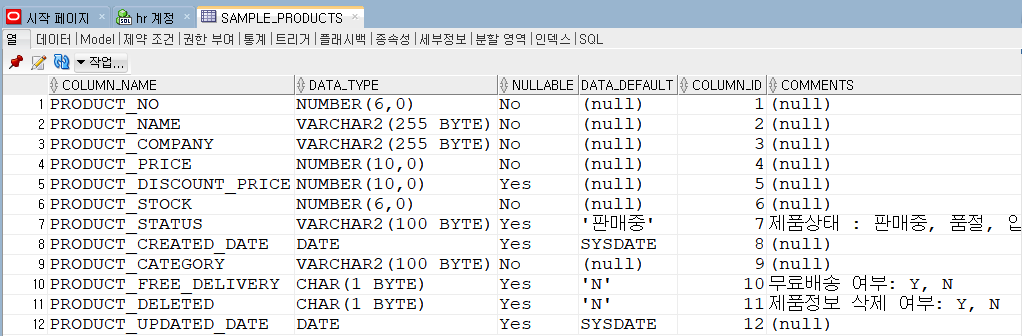 시작 페이지 hr 계정 SAMPLE_PRODUCTS
열 데이터 | Model | 제약 조건 | 권한 부여 | 통계 | 트리거 | 플래시백 | 종속성 | 세부정보 | 분할 영역 | 인덱스 | SQL
작업...
COLUMN_NAME DATA_TYPE NULLABLE DATA_DEFAULT COLUMN_ID COMMENTS
1 PRODUCT_NO NUMBER(6,0) No (null) 1 (null)
2 PRODUCT_NAME VARCHAR2(255 BYTE) No (null) 2 (null)
3 PRODUCT_COMPANY VARCHAR2(255 BYTE) No (null) 3 (null)
4 PRODUCT_PRICE NUMBER(10,0) No (null) 4 (null)
5 PRODUCT_DISCOUNT_PRICE NUMBER(10,0) Yes (null) 5 (null)
6 PRODUCT_STOCK NUMBER(6,0) No (null) 6 (null)
7 PRODUCT_STATUS VARCHAR2(100 BYTE) Yes '판매중' 7 제품상태 : 판매중, 품절, 입
8 PRODUCT_CREATED_DATE DATE Yes SYSDATE 8 (null)
9 PRODUCT_CATEGORY VARCHAR2(100 BYTE) No (null) 9 (null)
10 PRODUCT_FREE_DELIVERY CHAR(1 BYTE) Yes 'N' 10 무료배송 여부: Y, N
11 PRODUCT_DELETED CHAR(1 BYTE) Yes 'N' 11 제품정보 삭제 여부: Y, N
12 PRODUCT_UPDATED_DATE DATE Yes SYSDATE 12 (null)